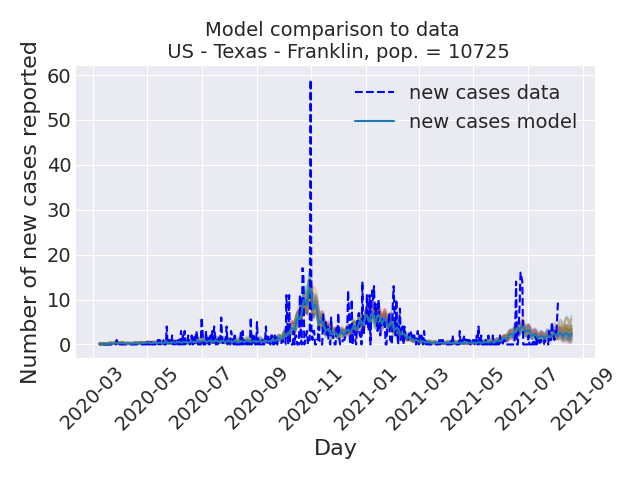 Model comparison to data
US - Texas - Franklin, pop. = 10725
Number of new cases reported
60
50
40
30
20
10
0
new cases data
new cases model
2020-03
2020-05
2020-07
2020-09
2020-11
2021-01
2021-03
2021-05
2021-07
2021-09
Day